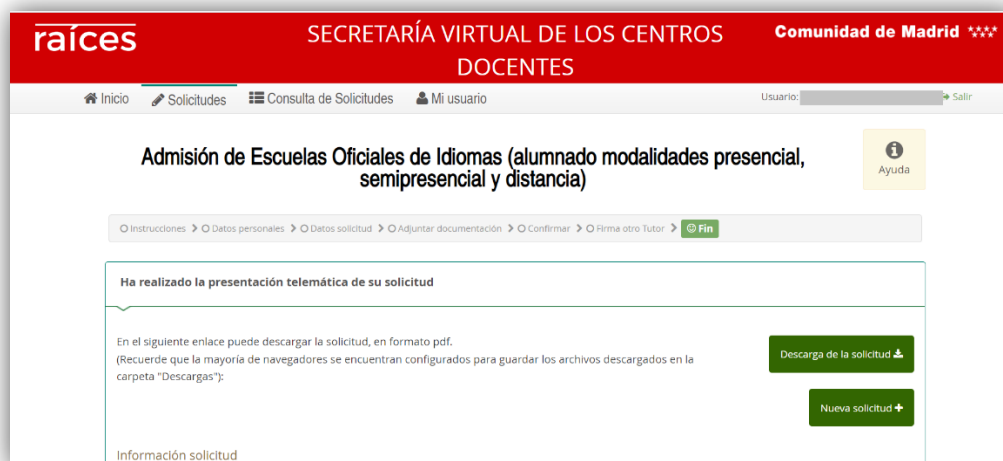 raíces
SECRETARÍA VIRTUAL DE LOS CENTROS
DOCENTES
Comunidad de Madrid
Inicio
Solicitudes
Consulta de Solicitudes
Mi usuario
Usuario:
Salir
Admisión de Escuelas Oficiales de Idiomas (alumnado modalidades presencial,
semipresencial y distancia)
Ayuda
Instrucciones
Datos personales
Datos solicitud
Adjuntar documentación
Confirmar
Firma otro Tutor
Fin
Ha realizado la presentación telemática de su solicitud
En el siguiente enlace puede descargar la solicitud, en formato pdf.
(Recuerde que la mayoría de navegadores se encuentran configurados para guardar los archivos descargados en la
carpeta "Descargas"):
Descarga de la solicitud
Nueva solicitud
Información solicitud